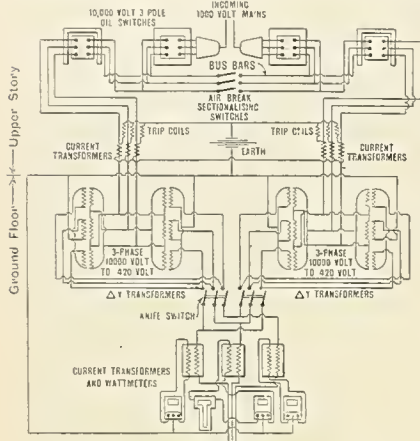 10,000 VOLT 3 POLE
OIL SWITCHES
INCOMING
1000 VOLT MAINS
BUS BARS
AIR BREAK
SECTIONALISING
SWITCHES
TRIP COILS
TRIP COILS
EARTH
CURRENT
TRANSFORMERS
CURRENT
TRANSFORMERS
Ground Floor
Upper Story
3-PHASE
10000 VOLT
TO 420 VOLT
3-PHASE
10000 VOLT
TO 420 VOLT
△Y TRANSFORMERS
△Y TRANSFORMERS
KNIFE SWITCH
CURRENT TRANSFORMERS
AND WATTMETERS